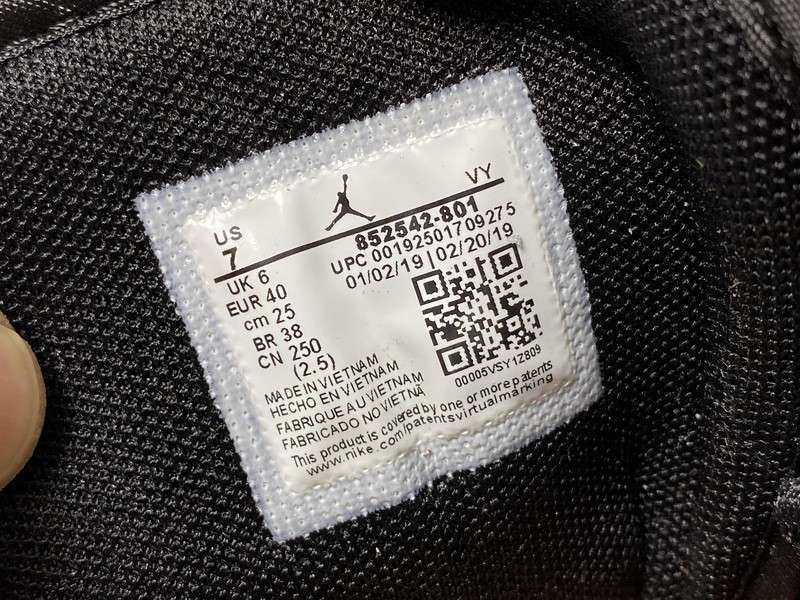 US
7
VY
852542-801
UPC 00192501709275
01/02/19 | 02/20/19
UK 6
EUR 40
cm 25
BR 38
CN 250
(2.5)
00005VSY1Z809
MADE IN VIETNAM
HECHO EN VIETNAM
FABRIQUE AU VIETNAM
FABRICADO NO VIETNÃ
This product is covered by one or more patents
www.nike.com/patentsvirtualmarking